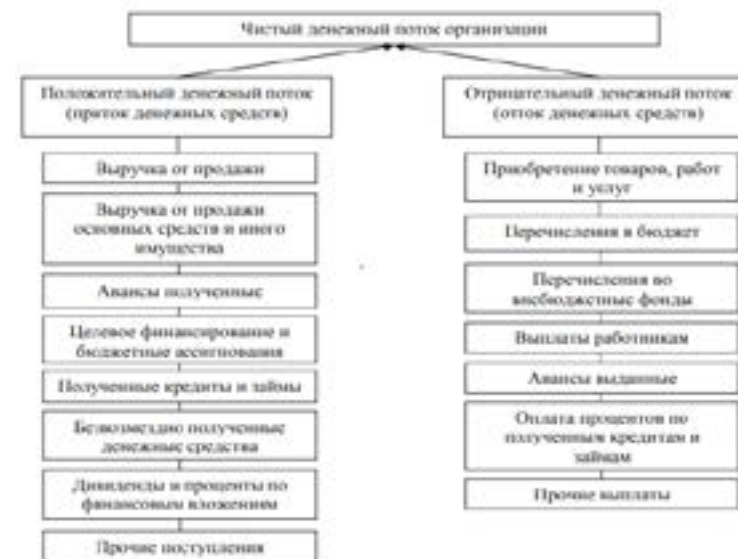 Чистый денежный поток организации
Положительный денежный поток
(приток денежных средств)
Выручка от продажи
Выручка от продажи
основных средств и иного
имущества
Авансы полученные
Целевое финансирование и
бюджетные ассигнования
Полученные кредиты и займы
Безвозмездно полученные
денежные средства
Дивиденды и проценты по
финансовым вложениям
Прочие поступления
Отрицательный денежный поток
(отток денежных средств)
Приобретение товаров, работ
и услуг
Перечисления в бюджет
Перечисления во
внебюджетные фонды
Выплаты работникам
Авансы выданные
Оплата процентов по
полученным кредитам и
займам
Прочие выплаты